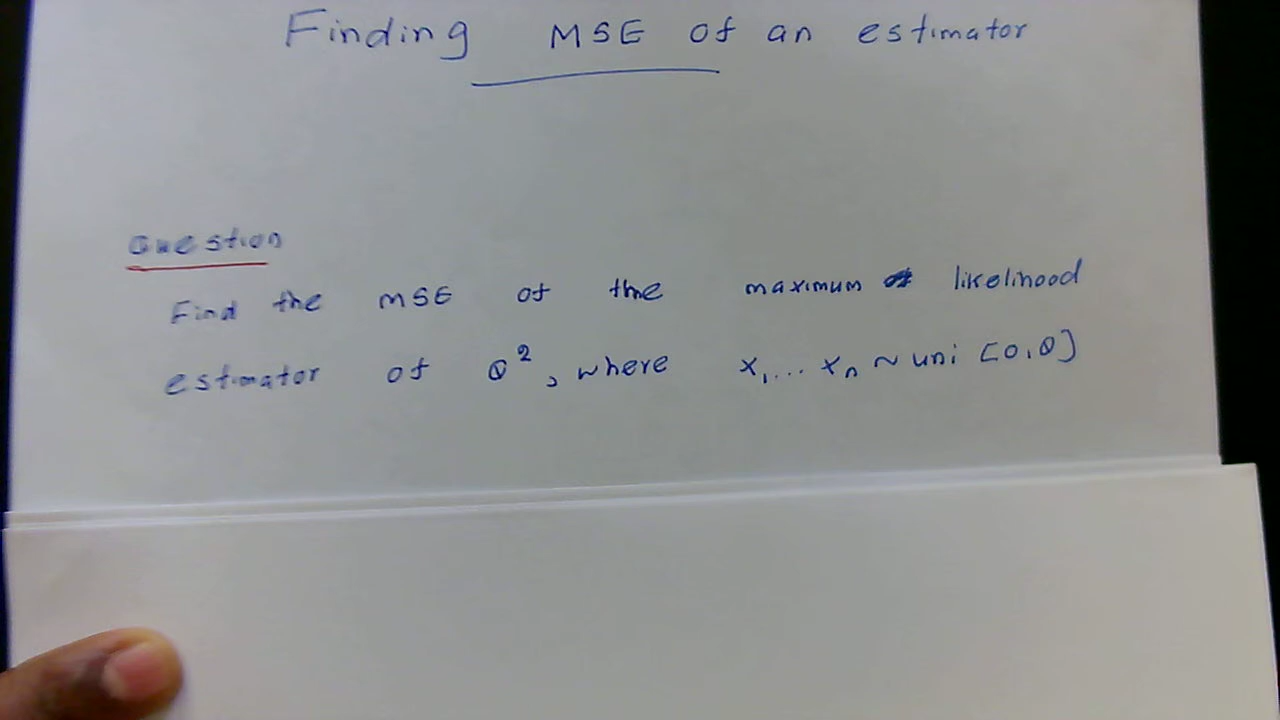 Finding MSE of an estimator
Question
Find the MSE of the maximum likelihood
estimator of θ², where x₁... xₙ ~ uni [0,θ]